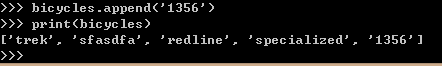 >>> bicycles.append('1356')
>>> print(bicycles)
['trek', 'sfasdfa', 'redline', 'specialized', '1356']
>>>